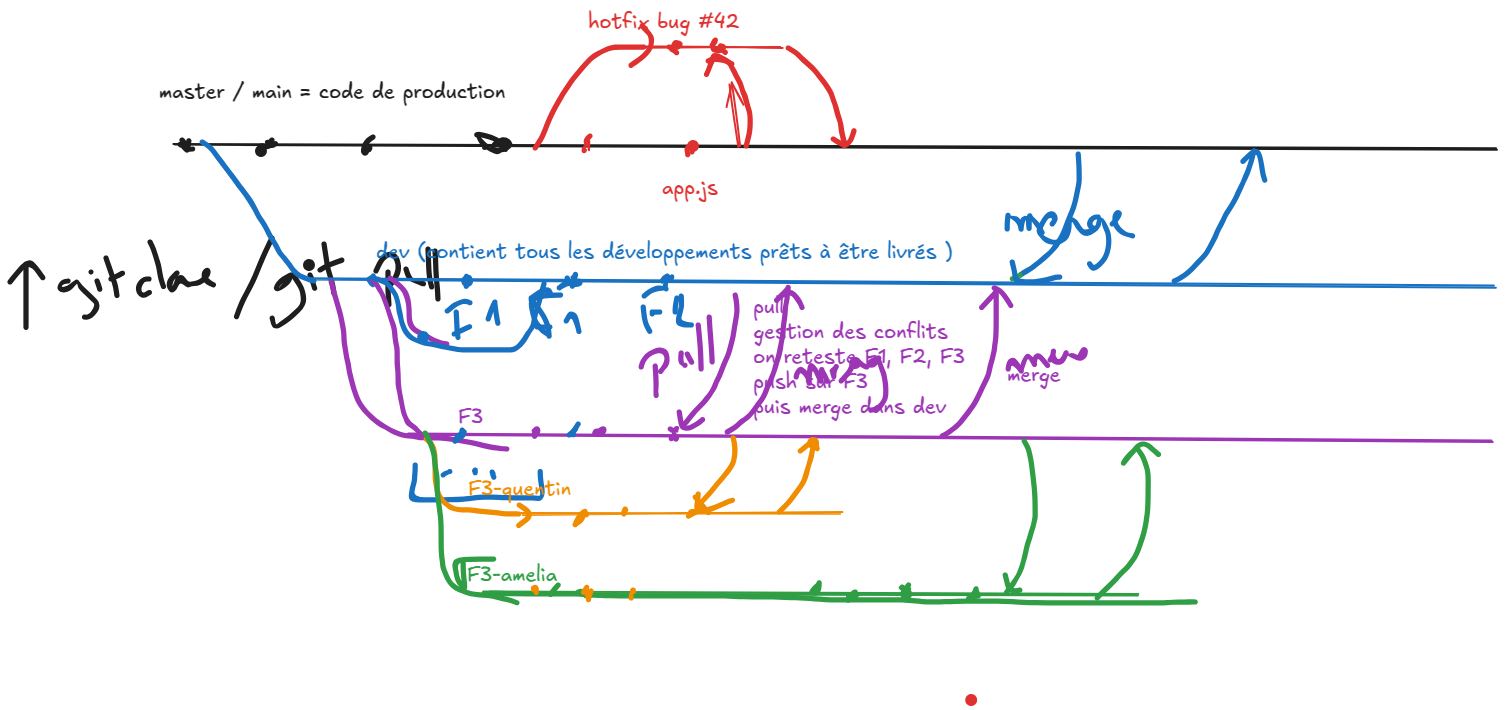 hotfix bug #42
master / main = code de production
app.js
merge
dev (contient tous les développements prêts à être livrés )
git clone / git pull
F1
F1
F2
pull
pull
gestion des conflits
on reteste F1, F2, F3
push sur F3
puis merge dans dev
merge
F3
F3-quentin
F3-amelia